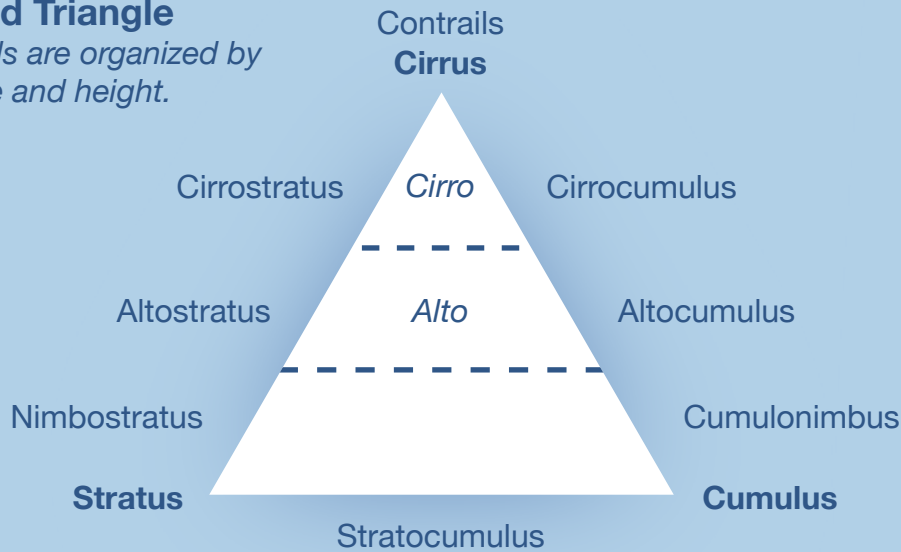 d Triangle
s are organized by
and height.
Contrails
Cirrus
Cirrostratus Cirro Cirrocumulus
Altostratus Alto Altocumulus
Nimbostratus Cumulonimbus
Stratus Cumulus
Stratocumulus